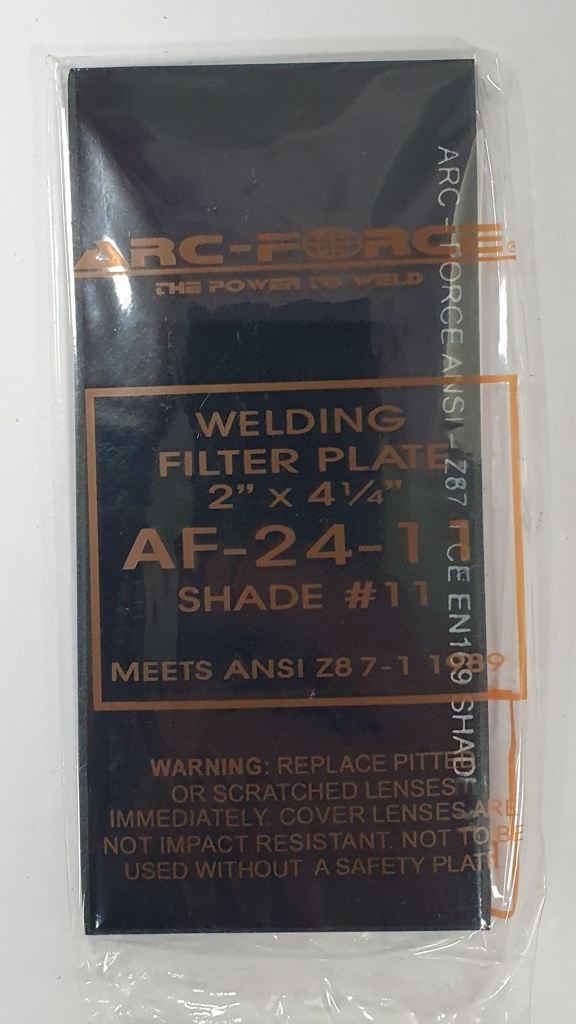 ARC-FORCE®
THE POWER TO WELD
WELDING
FILTER PLATE
2” x 4¼”
AF-24-11
SHADE #11
MEETS ANSI Z87-1 1989
WARNING: REPLACE PITTED
OR SCRATCHED LENSES
IMMEDIATELY. COVER LENSES ARE
NOT IMPACT RESISTANT. NOT TO BE
USED WITHOUT A SAFETY PLATE
ARC - FORCE ANSI - Z87 CE EN169 SHAD